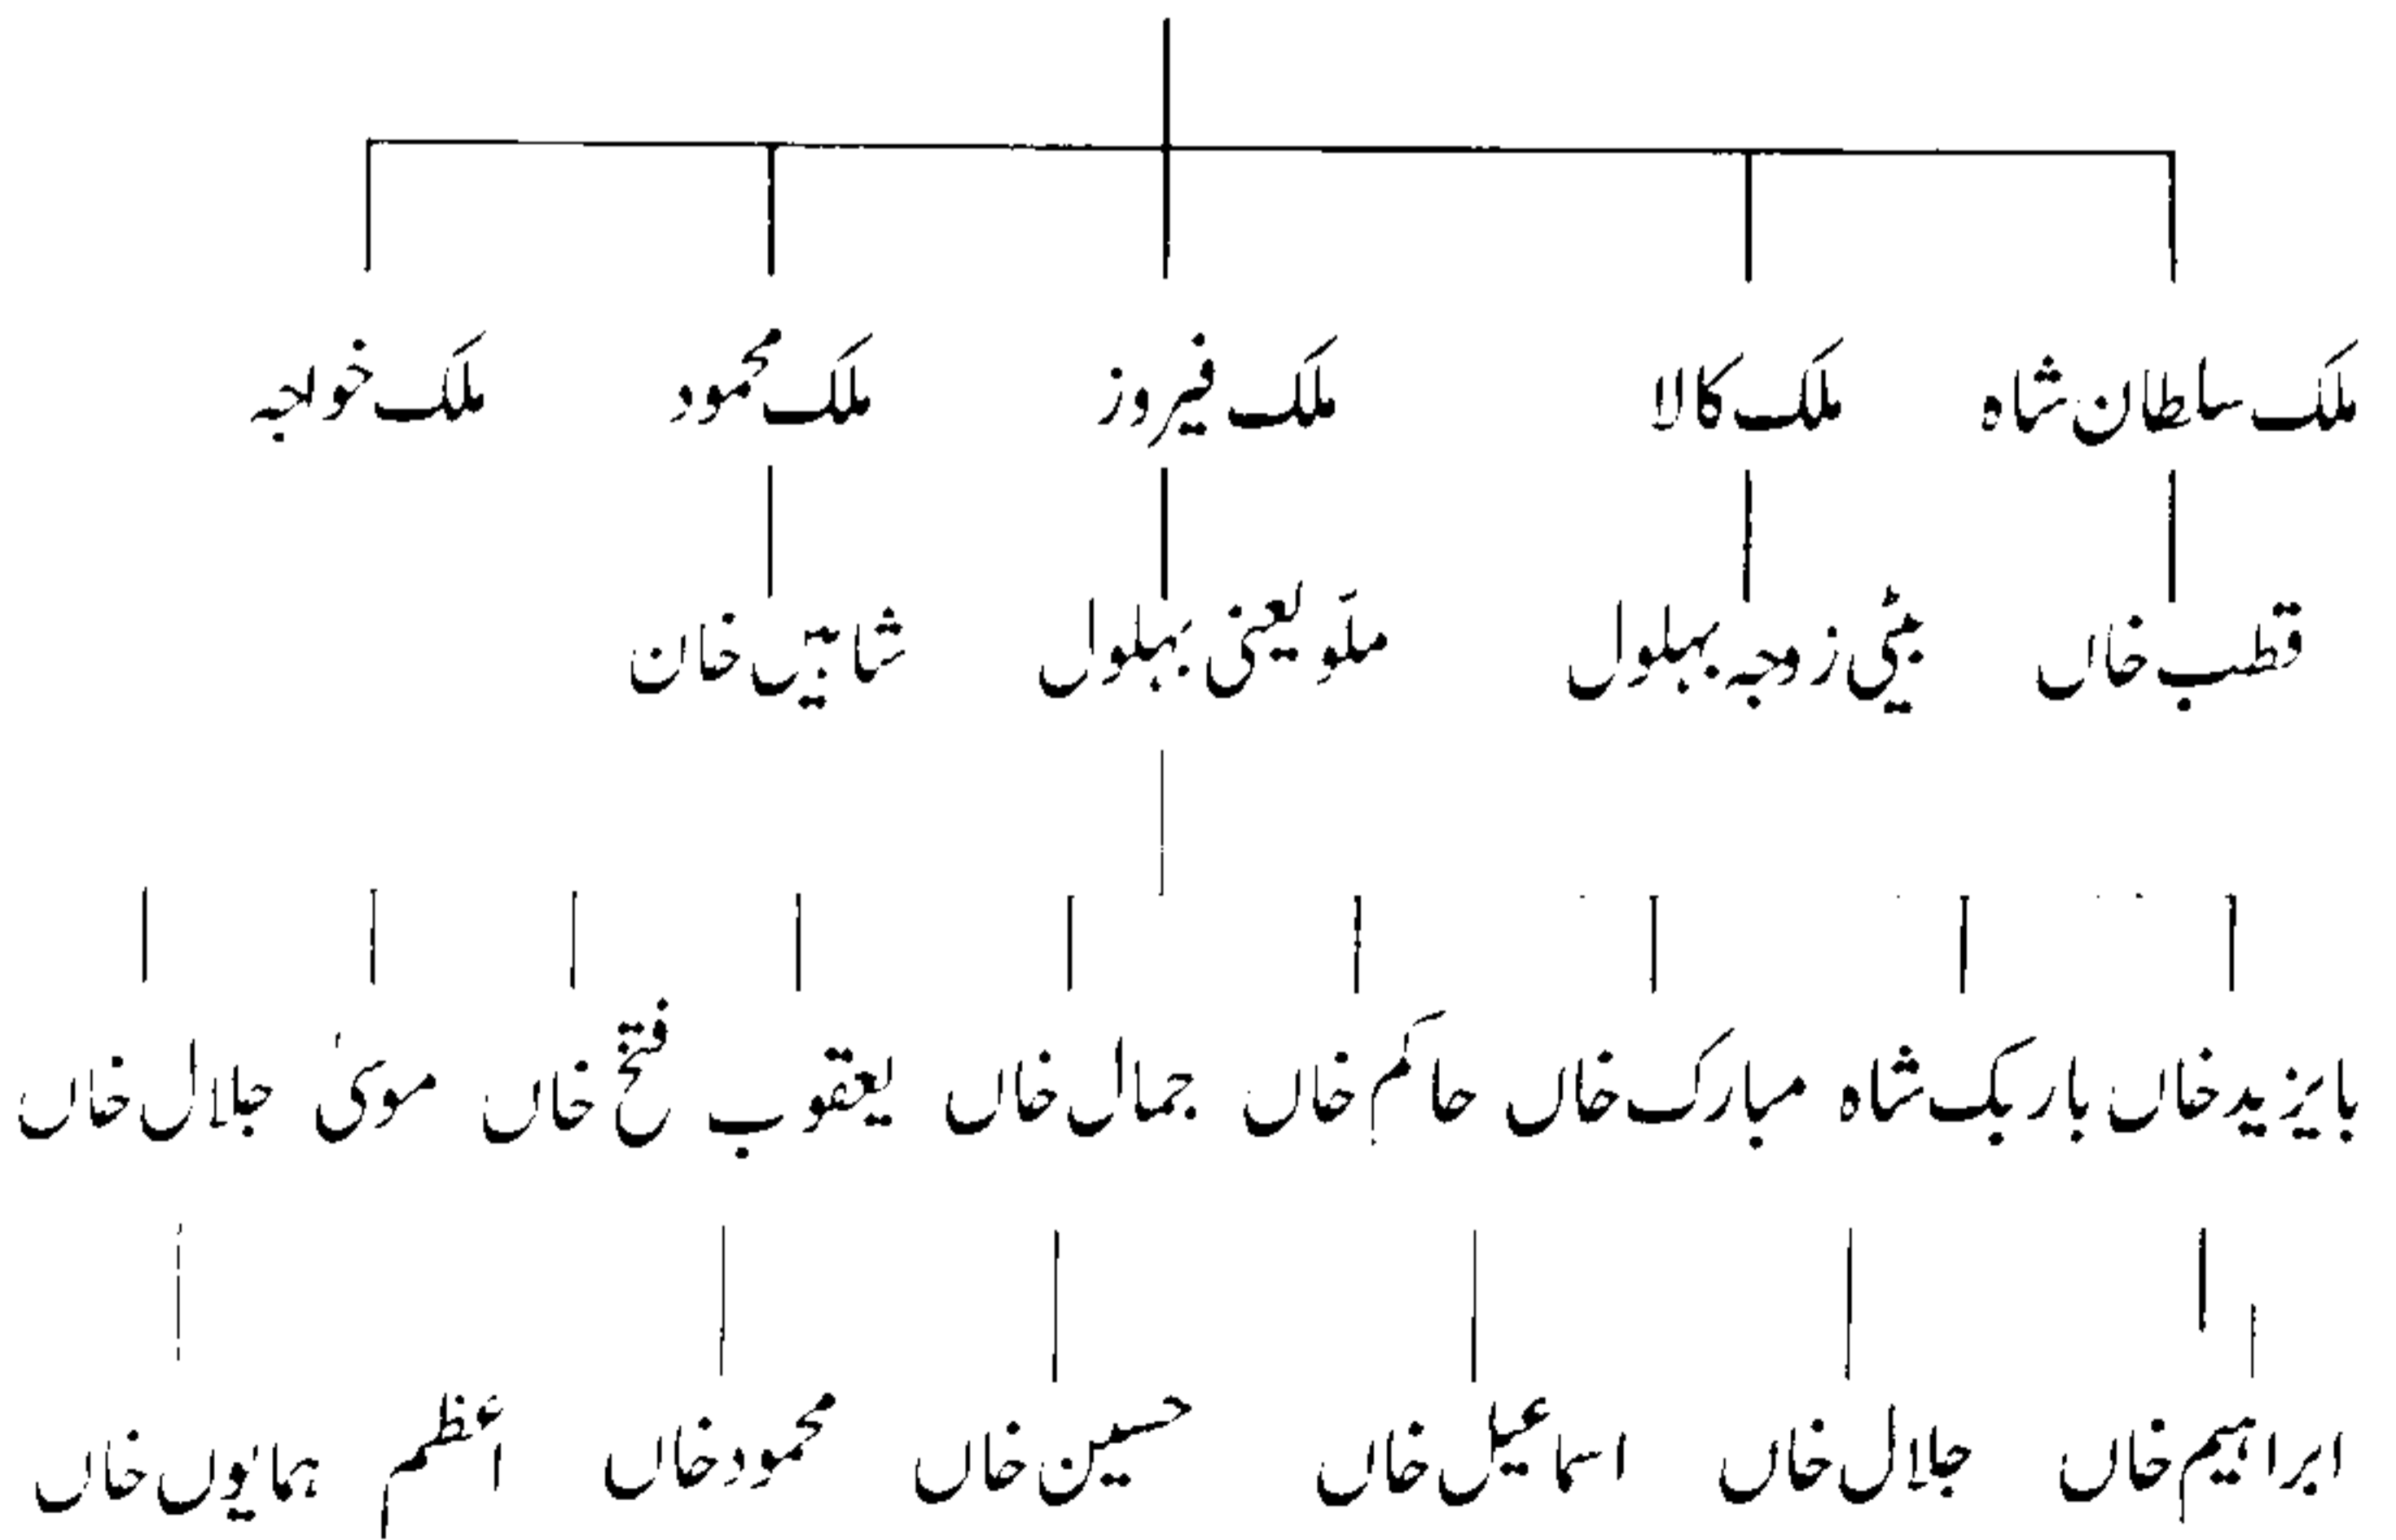 ملک سلطان شاہ ملک کالا ملک فیروز ملک محمود ملک خواجہ
قطب خاں بیٹی زوجہ بہلول ملّو یعنی بہلول شاہین خان
بایزید خاں باربک شاہ مبارک خاں حاکم خاں جمال خاں یعقوب فتح خاں موسیٰ جلال خاں
ابراہیم خاں جلال خاں اسماعیل خاں حسین خاں محمود خاں اعظم ہمایوں خاں